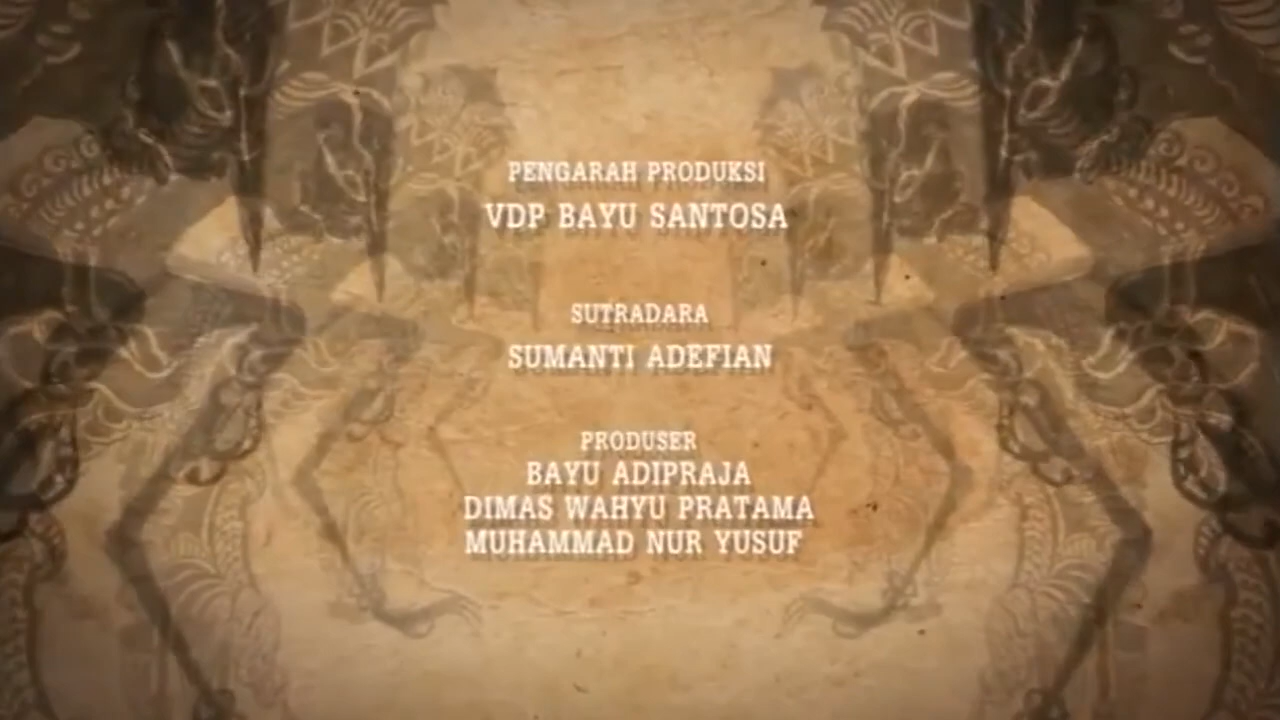 PENGARAH PRODUKSI
VDP BAYU SANTOSA
SUTRADARA
SUMANTI ADEFIAN
PRODUSER
BAYU ADIPRAJA
DIMAS WAHYU PRATAMA
MUHAMMAD NUR YUSUF